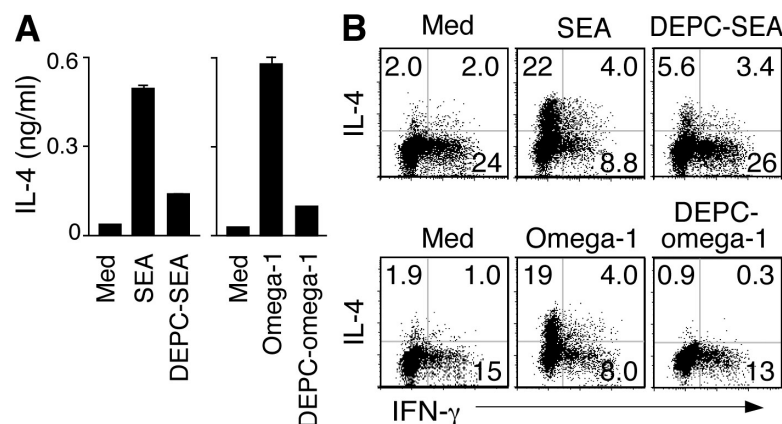 A
IL-4 (ng/ml)
0.6
0.3
0
Med
SEA
DEPC-SEA
Med
Omega-1
DEPC-omega-1
B
Med
SEA
DEPC-SEA
IL-4
2.0 2.0
24
22 4.0
8.8
5.6 3.4
26
Med
Omega-1
DEPC-
omega-1
IL-4
1.9 1.0
15
19 4.0
8.0
0.9 0.3
13
IFN-γ